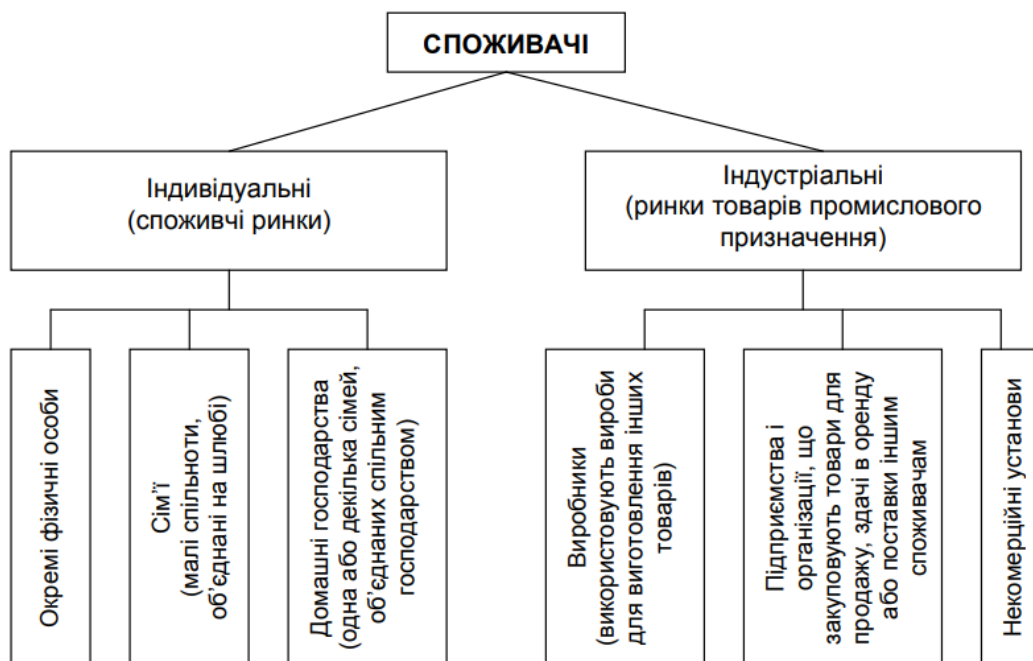 СПОЖИВАЧІ
Індивідуальні
(споживчі ринки)
Індустріальні
(ринки товарів промислового
призначення)
Окремі фізичні особи
Сім"ї
(малі спільноти,
об’єднані на шлюбі)
Домашні господарства
(одна або декілька сімей,
об’єднаних спільним
господарством)
Виробники
(використовують вироби
для виготовлення інших
товарів)
Підприємства і
організації, що
закуповують товари для
продажу, здачі в оренду
або поставки іншим
споживачам
Некомерційні установи